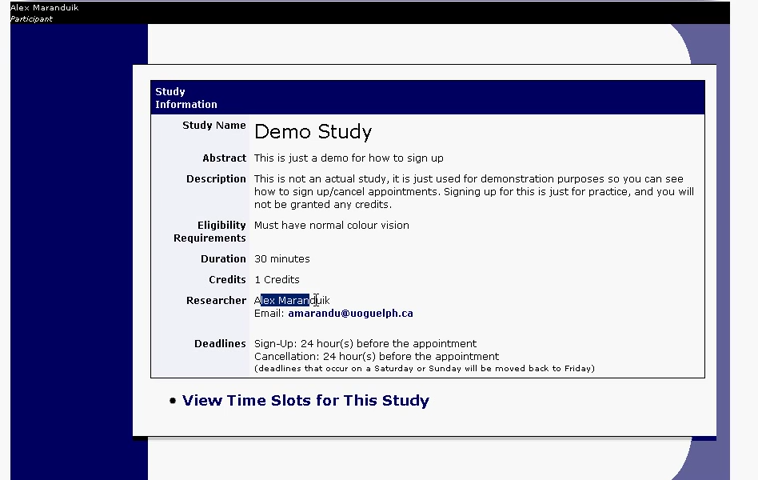 Alex Maranduik
Participant
Study
Information
Study Name Demo Study
Abstract This is just a demo for how to sign up
Description This is not an actual study, it is just used for demonstration purposes so you can see
how to sign up/cancel appointments. Signing up for this is just for practice, and you will
not be granted any credits.
Eligibility Must have normal colour vision
Requirements
Duration 30 minutes
Credits 1 Credits
Researcher Alex Maranduik
Email: amarandu@uoguelph.ca
Deadlines Sign-Up: 24 hour(s) before the appointment
Cancellation: 24 hour(s) before the appointment
(deadlines that occur on a Saturday or Sunday will be moved back to Friday)
• View Time Slots for This Study